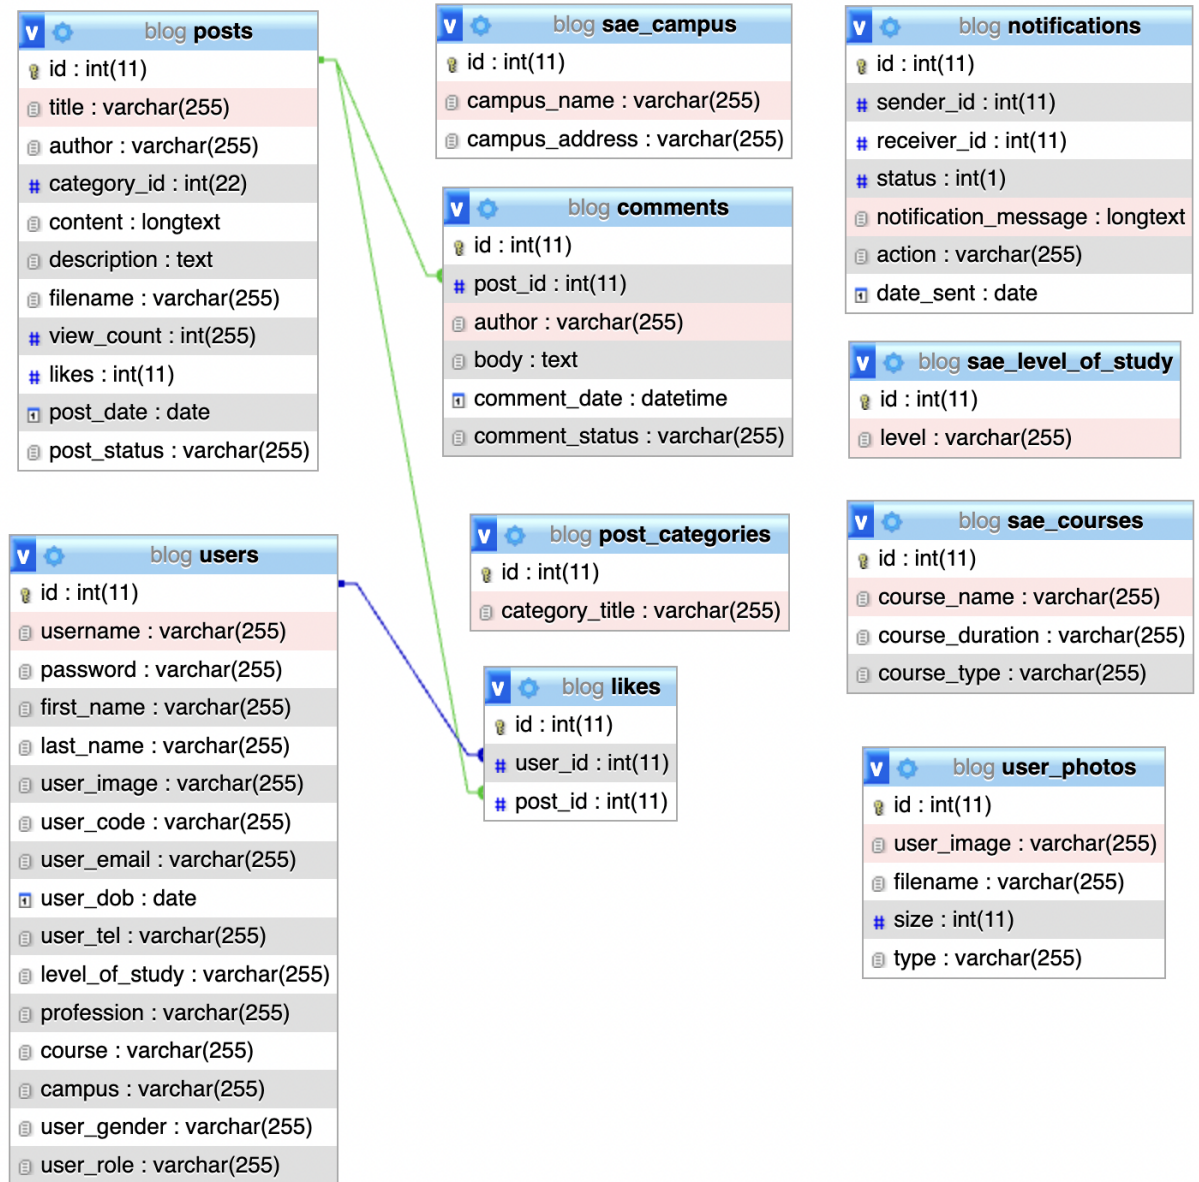 v blog posts
id : int(11)
title : varchar(255)
author : varchar(255)
category_id : int(22)
content : longtext
description : text
filename : varchar(255)
view_count : int(255)
likes : int(11)
post_date : date
post_status : varchar(255)
v blog users
id : int(11)
username : varchar(255)
password : varchar(255)
first_name : varchar(255)
last_name : varchar(255)
user_image : varchar(255)
user_code : varchar(255)
user_email : varchar(255)
user_dob : date
user_tel : varchar(255)
level_of_study : varchar(255)
profession : varchar(255)
course : varchar(255)
campus : varchar(255)
user_gender : varchar(255)
user_role : varchar(255)
v blog sae_campus
id : int(11)
campus_name : varchar(255)
campus_address : varchar(255)
v blog comments
id : int(11)
# post_id : int(11)
author : varchar(255)
body : text
comment_date : datetime
comment_status : varchar(255)
v blog post_categories
id : int(11)
category_title : varchar(255)
v blog likes
id : int(11)
# user_id : int(11)
# post_id : int(11)
v blog notifications
id : int(11)
# sender_id : int(11)
# receiver_id : int(11)
# status : int(1)
notification_message : longtext
action : varchar(255)
date_sent : date
v blog sae_level_of_study
id : int(11)
level : varchar(255)
v blog sae_courses
id : int(11)
course_name : varchar(255)
course_duration : varchar(255)
course_type : varchar(255)
v blog user_photos
id : int(11)
user_image : varchar(255)
filename : varchar(255)
# size : int(11)
type : varchar(255)